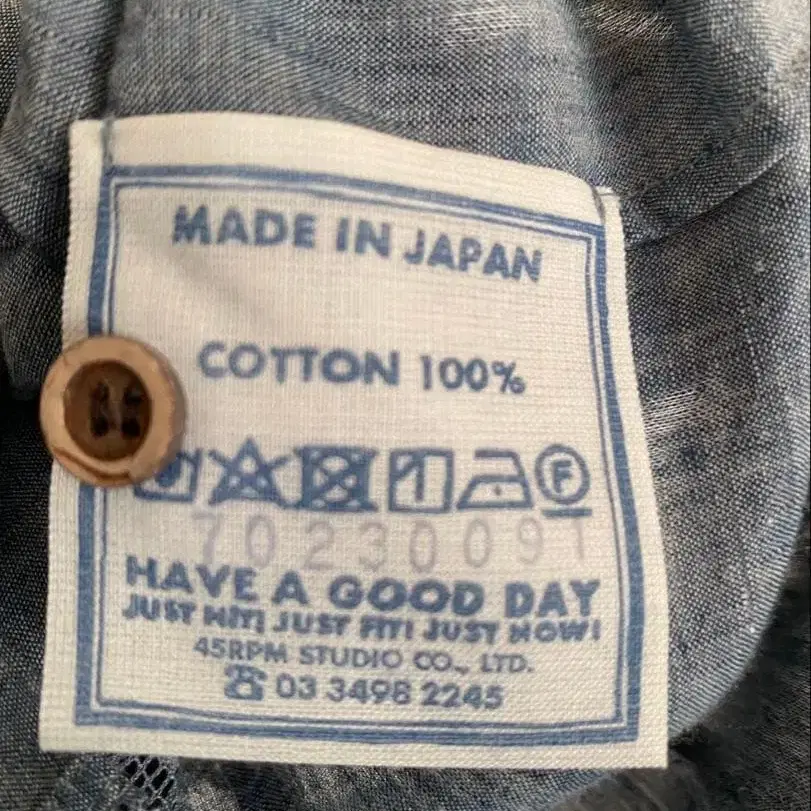 MADE IN JAPAN
COTTON 100%
F
70230091
HAVE A GOOD DAY
JUST HIT! JUST FIT! JUST NOW!
45RPM STUDIO CO., LTD.
☎ 03 3498 2245